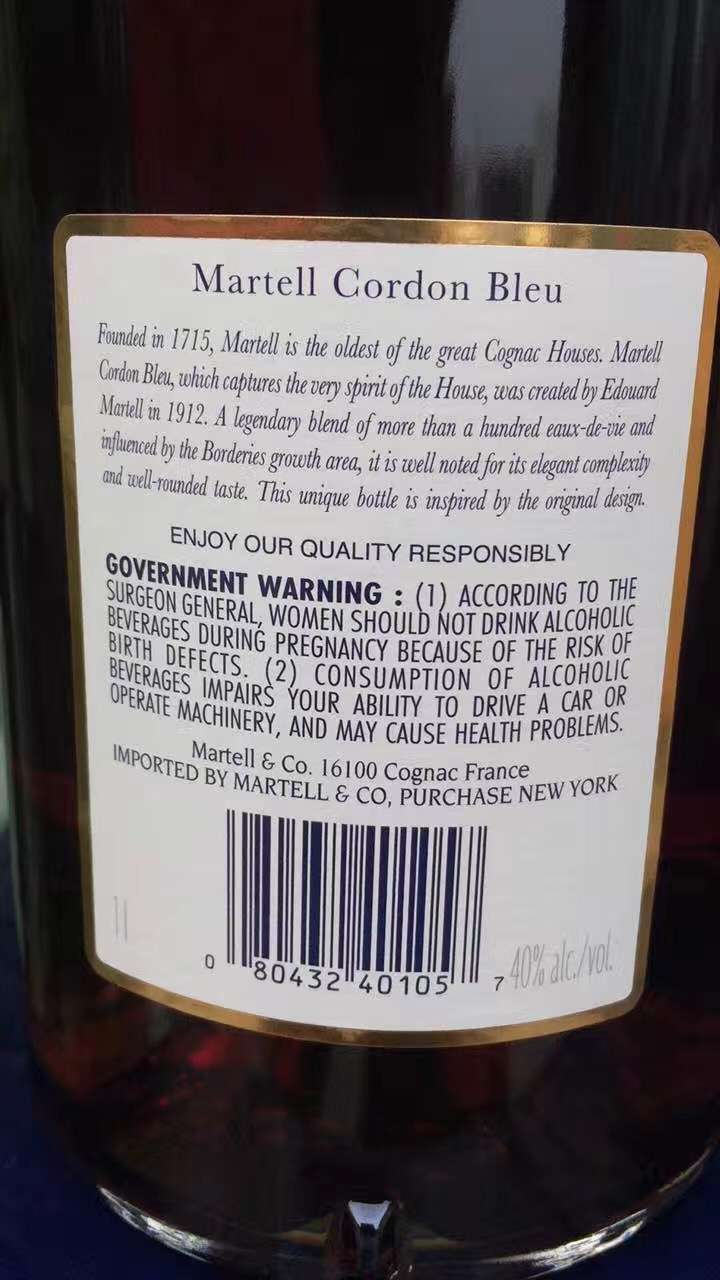 Martell Cordon Bleu
Founded in 1715, Martell is the oldest of the great Cognac Houses. Martell
Cordon Bleu, which captures the very spirit of the House, was created by Edouard
Martell in 1912. A legendary blend of more than a hundred eaux-de-vie and
influenced by the Borderies growth area, it is well noted for its elegant complexity
and well-rounded taste. This unique bottle is inspired by the original design.
ENJOY OUR QUALITY RESPONSIBLY
GOVERNMENT WARNING : (1) ACCORDING TO THE
SURGEON GENERAL, WOMEN SHOULD NOT DRINK ALCOHOLIC
BEVERAGES DURING PREGNANCY BECAUSE OF THE RISK OF
BIRTH DEFECTS. (2) CONSUMPTION OF ALCOHOLIC
BEVERAGES IMPAIRS YOUR ABILITY TO DRIVE A CAR OR
OPERATE MACHINERY, AND MAY CAUSE HEALTH PROBLEMS.
Martell & Co. 16100 Cognac France
IMPORTED BY MARTELL & CO, PURCHASE NEW YORK
1l
40% alc./vol.
0 80432 40105 7